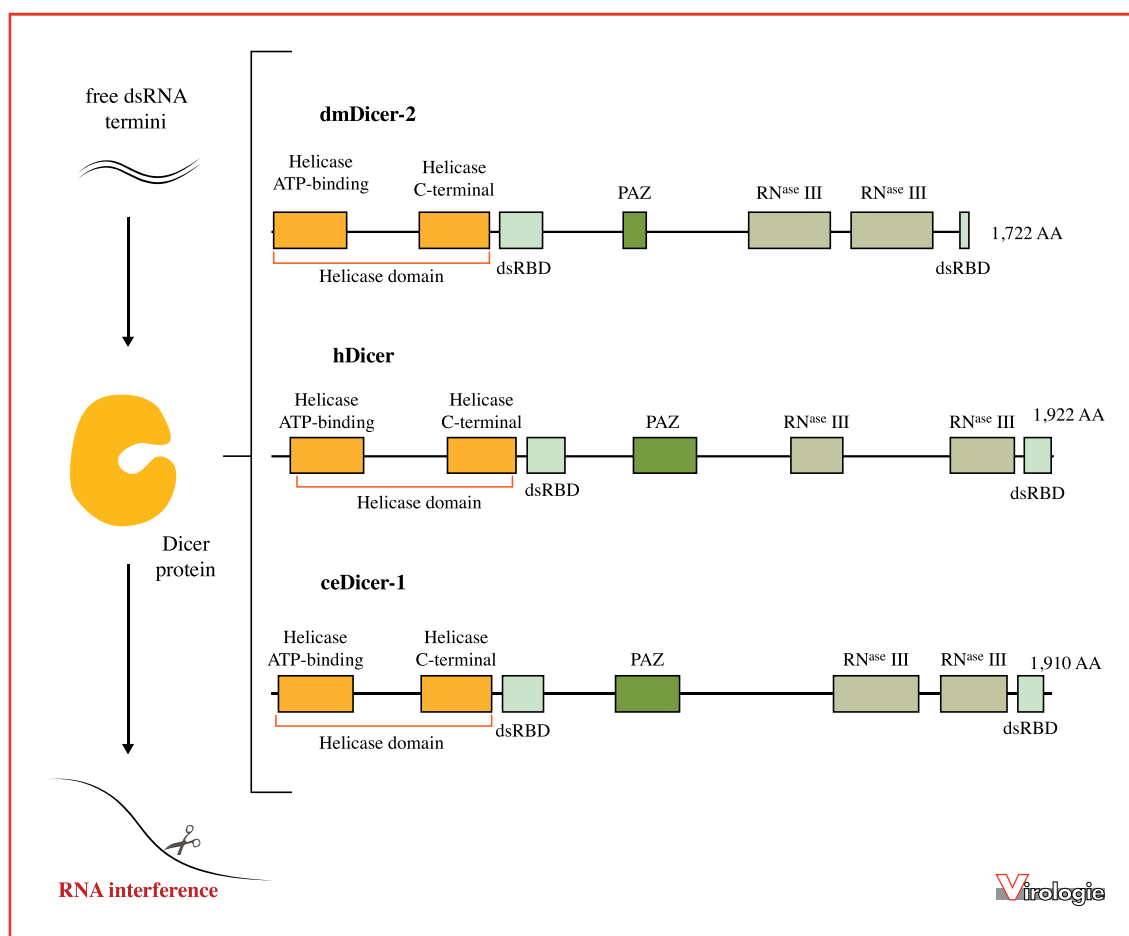 free dsRNA
termini
Dicer
protein
RNA interference
dmDicer-2
Helicase
ATP-binding
Helicase
C-terminal
PAZ
RNase III
RNase III
1,722 AA
dsRBD
dsRBD
Helicase domain
hDicer
Helicase
ATP-binding
Helicase
C-terminal
PAZ
RNase III
RNase III
1,922 AA
dsRBD
dsRBD
Helicase domain
ceDicer-1
Helicase
ATP-binding
Helicase
C-terminal
PAZ
RNase III
RNase III
1,910 AA
dsRBD
dsRBD
Helicase domain
Virologie